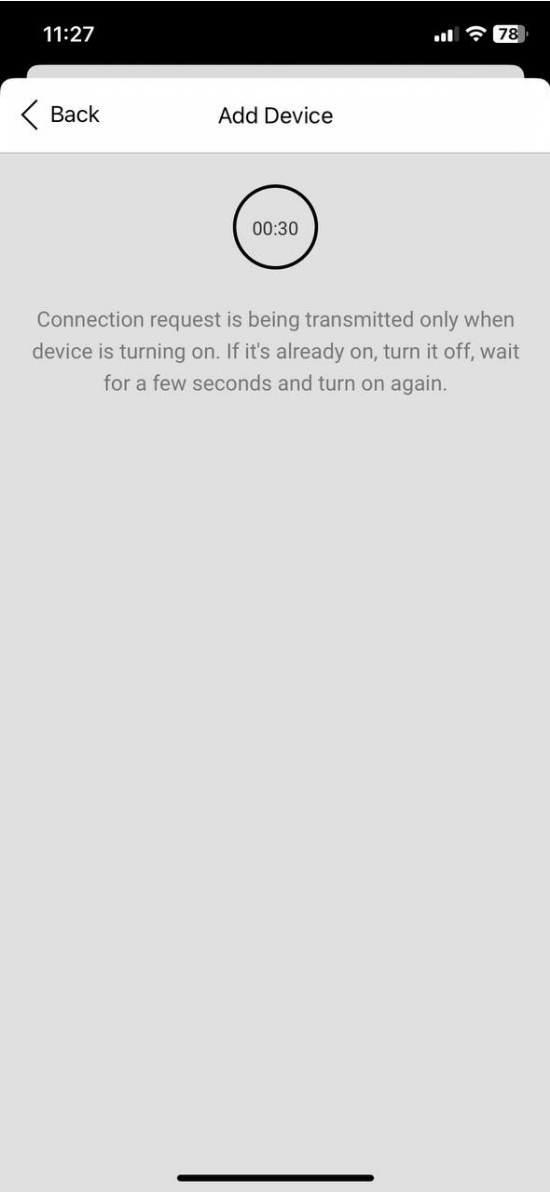 11:27
78
Back
Add Device
00:30
Connection request is being transmitted only when
device is turning on. If it's already on, turn it off, wait
for a few seconds and turn on again.